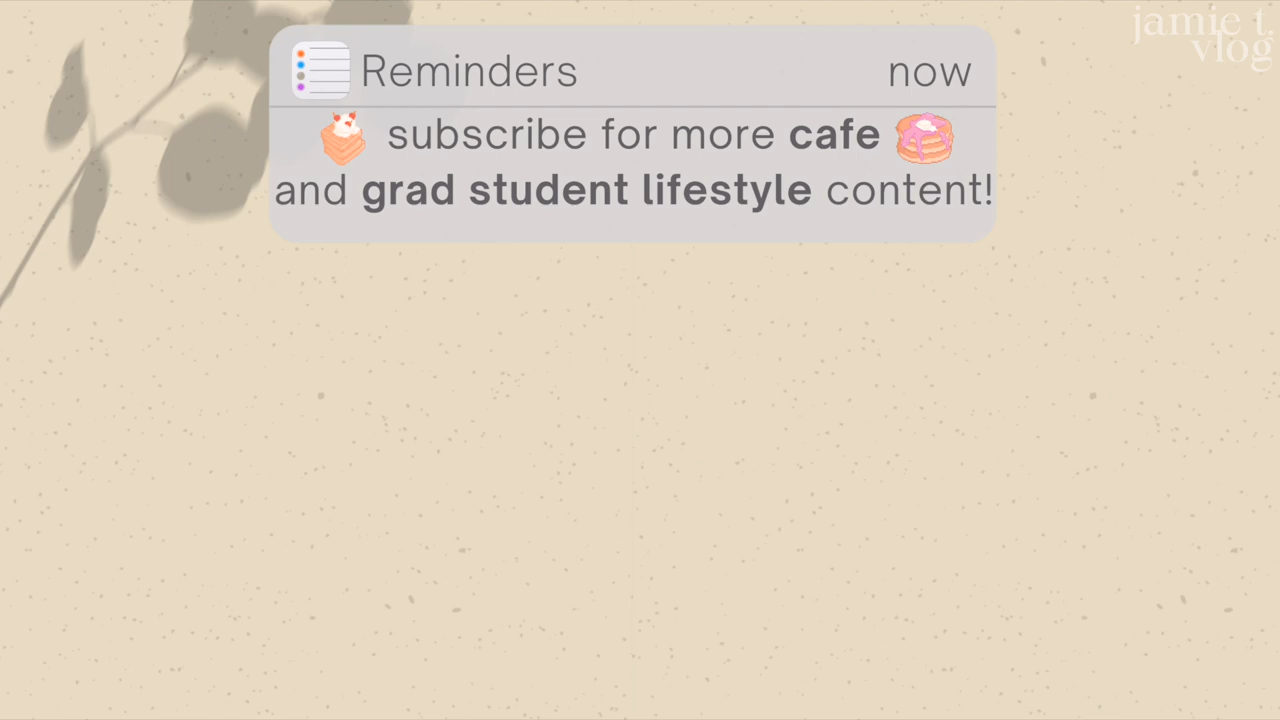 jamie t.
vlog
Reminders now
subscribe for more cafe
and grad student lifestyle content!